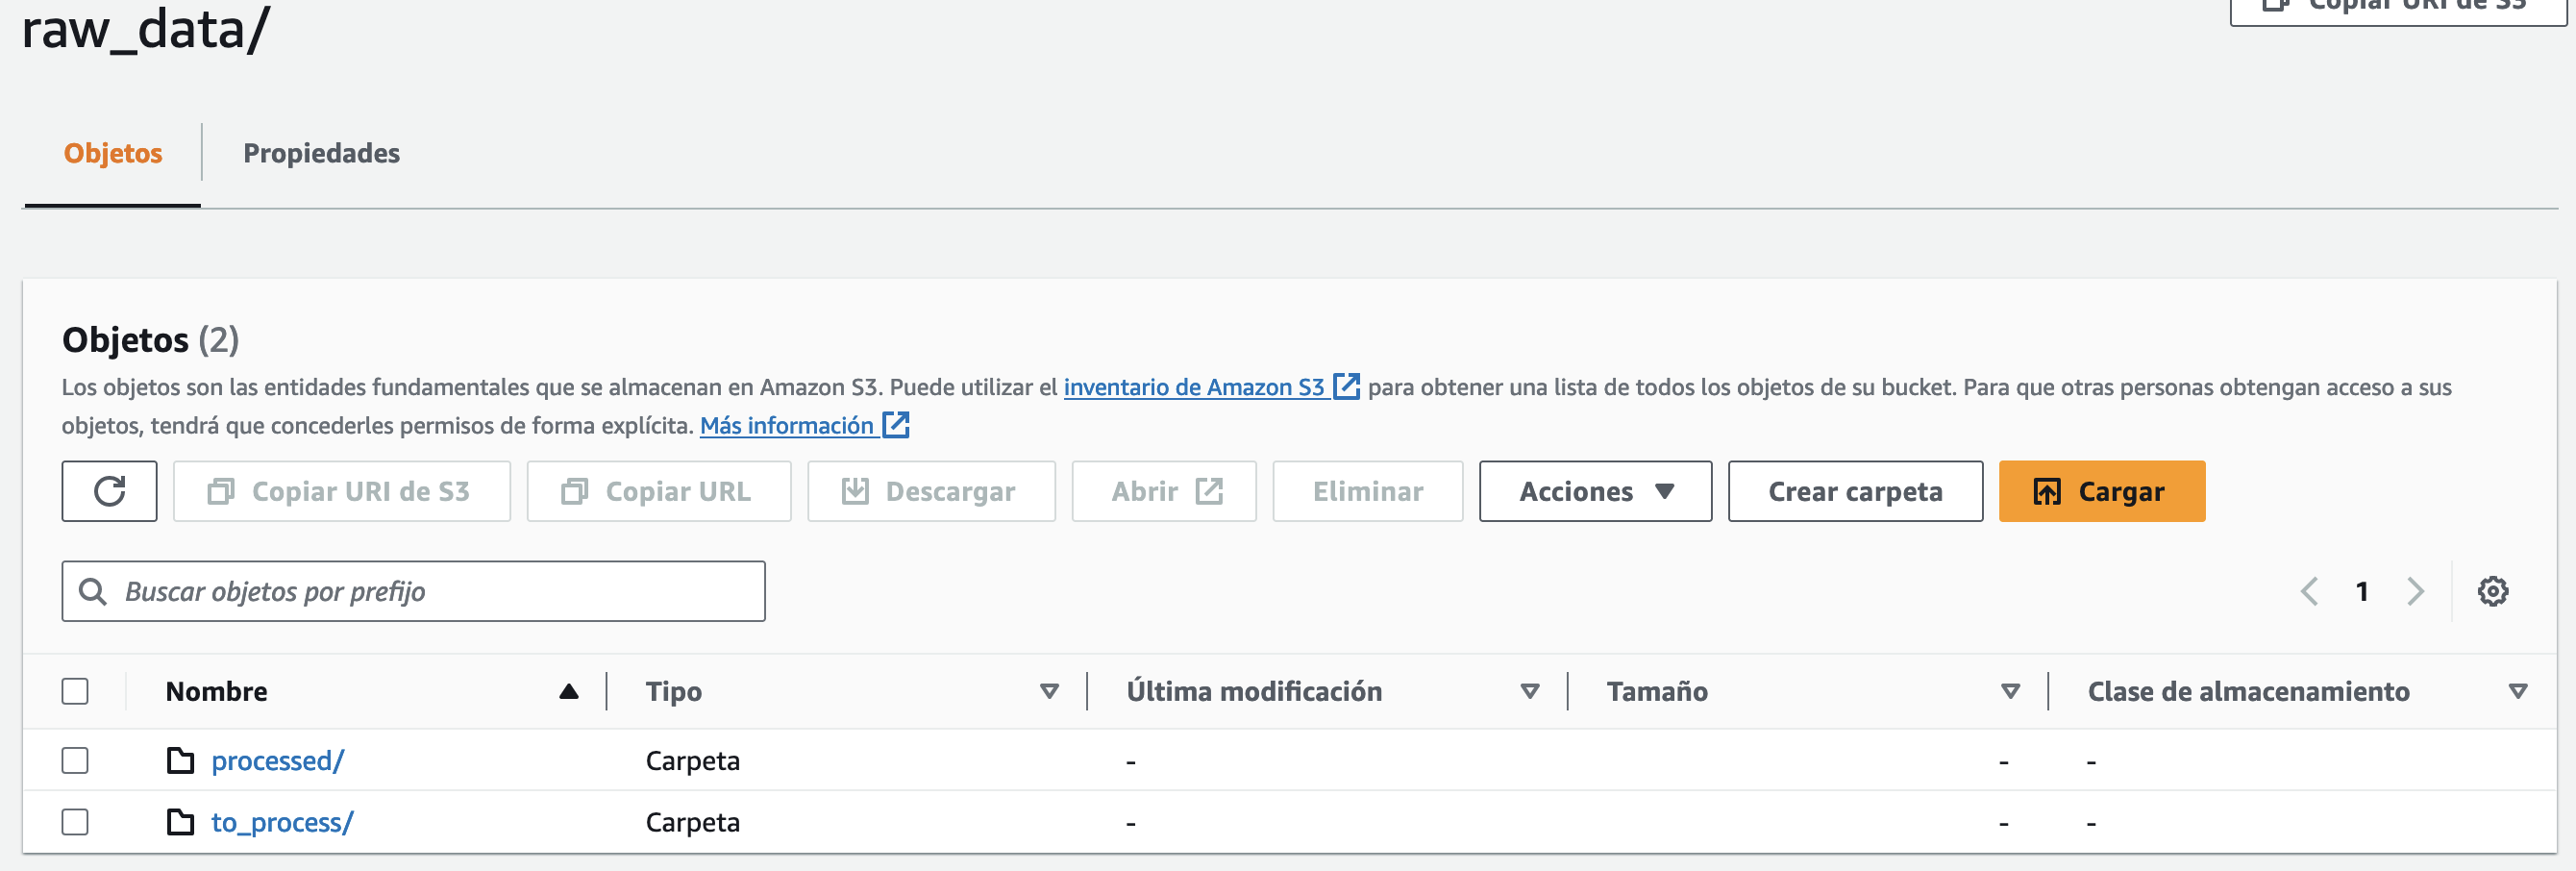 Copiar URI de S3
raw_data/
Objetos
Propiedades
Objetos (2)
Los objetos son las entidades fundamentales que se almacenan en Amazon S3. Puede utilizar el inventario de Amazon S3 para obtener una lista de todos los objetos de su bucket. Para que otras personas obtengan acceso a sus
objetos, tendrá que concederles permisos de forma explícita. Más información
Copiar URI de S3 Copiar URL Descargar Abrir Eliminar Acciones Crear carpeta Cargar
Buscar objetos por prefijo 1
Nombre Tipo Última modificación Tamaño Clase de almacenamiento
processed/ Carpeta - - -
to_process/ Carpeta - - -